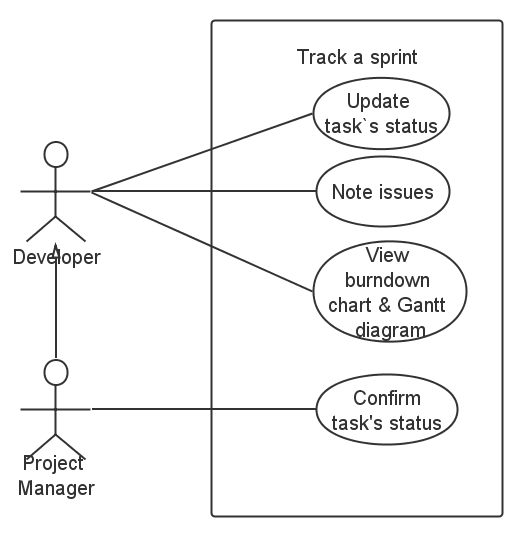 Track a sprint
Update
task`s status
Note issues
View
burndown
chart & Gantt
diagram
Developer
Confirm
task's status
Project
Manager